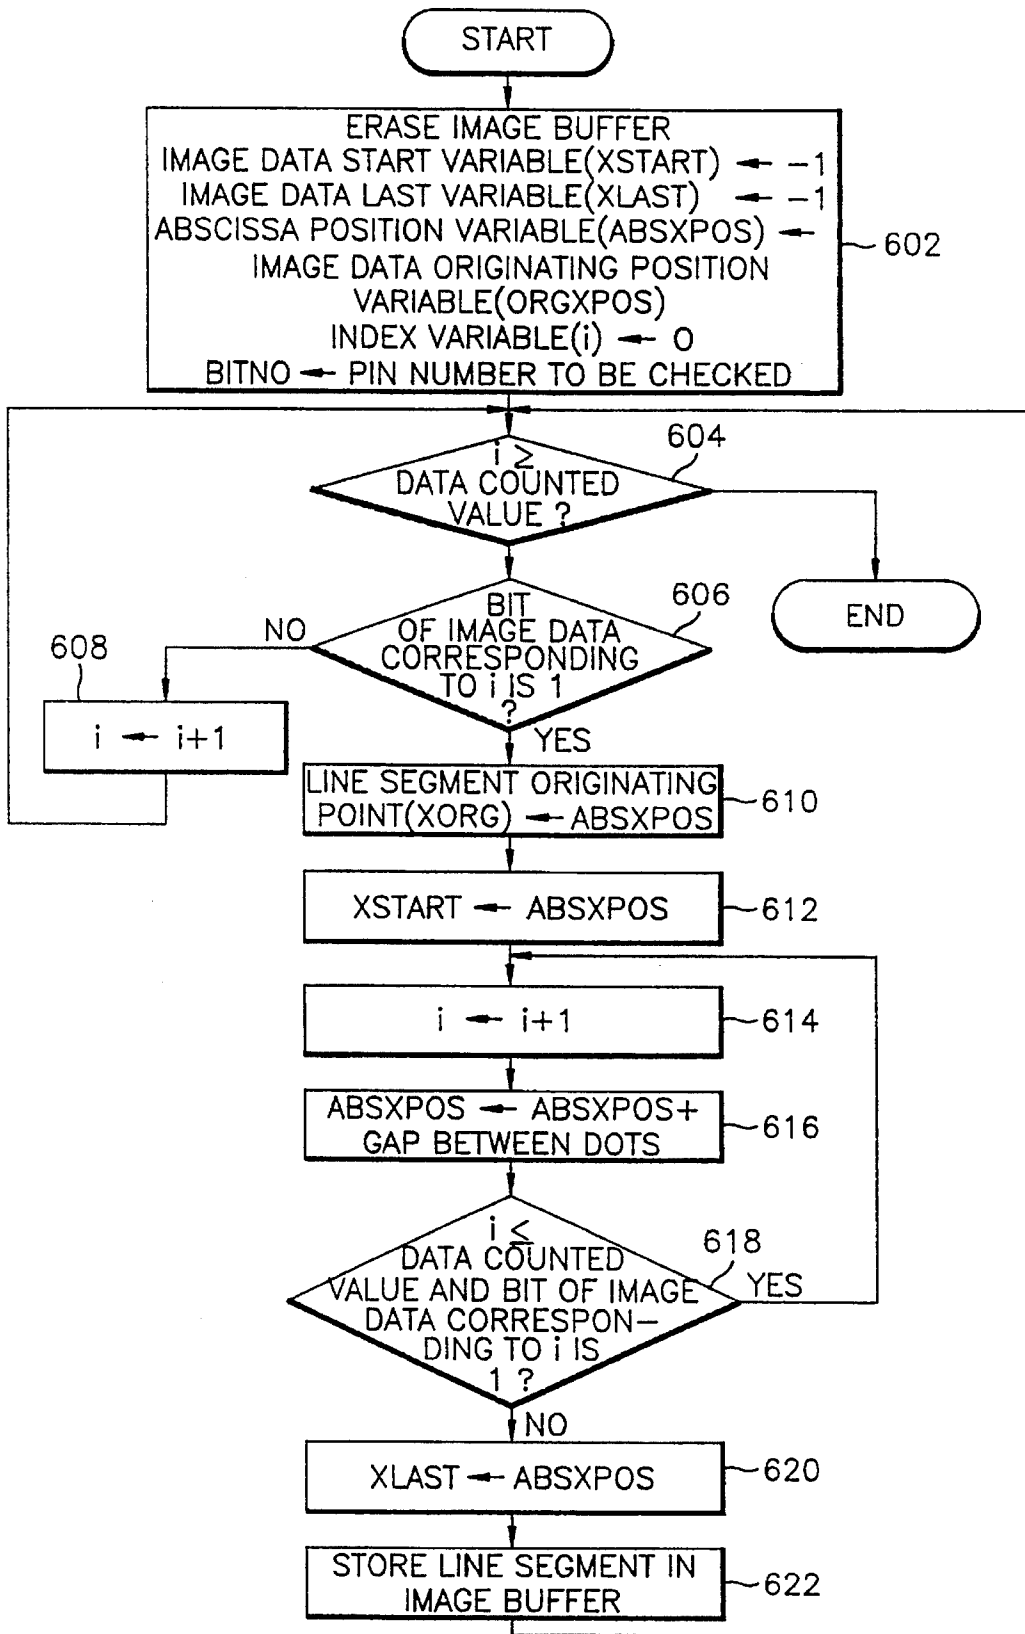 START
ERASE IMAGE BUFFER
IMAGE DATA START VARIABLE(XSTART) ← −1
IMAGE DATA LAST VARIABLE(XLAST) ← −1
ABSCISSA POSITION VARIABLE(ABSXPOS) ←
IMAGE DATA ORIGINATING POSITION
VARIABLE(ORGXPOS)
INDEX VARIABLE(i) ← 0
BITNO ← PIN NUMBER TO BE CHECKED
602
604
i ≥
DATA COUNTED
VALUE ?
606
BIT
OF IMAGE DATA
CORRESPONDING
TO i IS 1
?
NO
END
608
i ← i+1
YES
LINE SEGMENT ORIGINATING
POINT(XORG) ← ABSXPOS
610
XSTART ← ABSXPOS
612
i ← i+1
614
ABSXPOS ← ABSXPOS+
GAP BETWEEN DOTS
616
618
i ≤
DATA COUNTED
VALUE AND BIT OF IMAGE
DATA CORRESPON−
DING TO i IS
1 ?
YES
NO
XLAST ← ABSXPOS
620
STORE LINE SEGMENT IN
IMAGE BUFFER
622